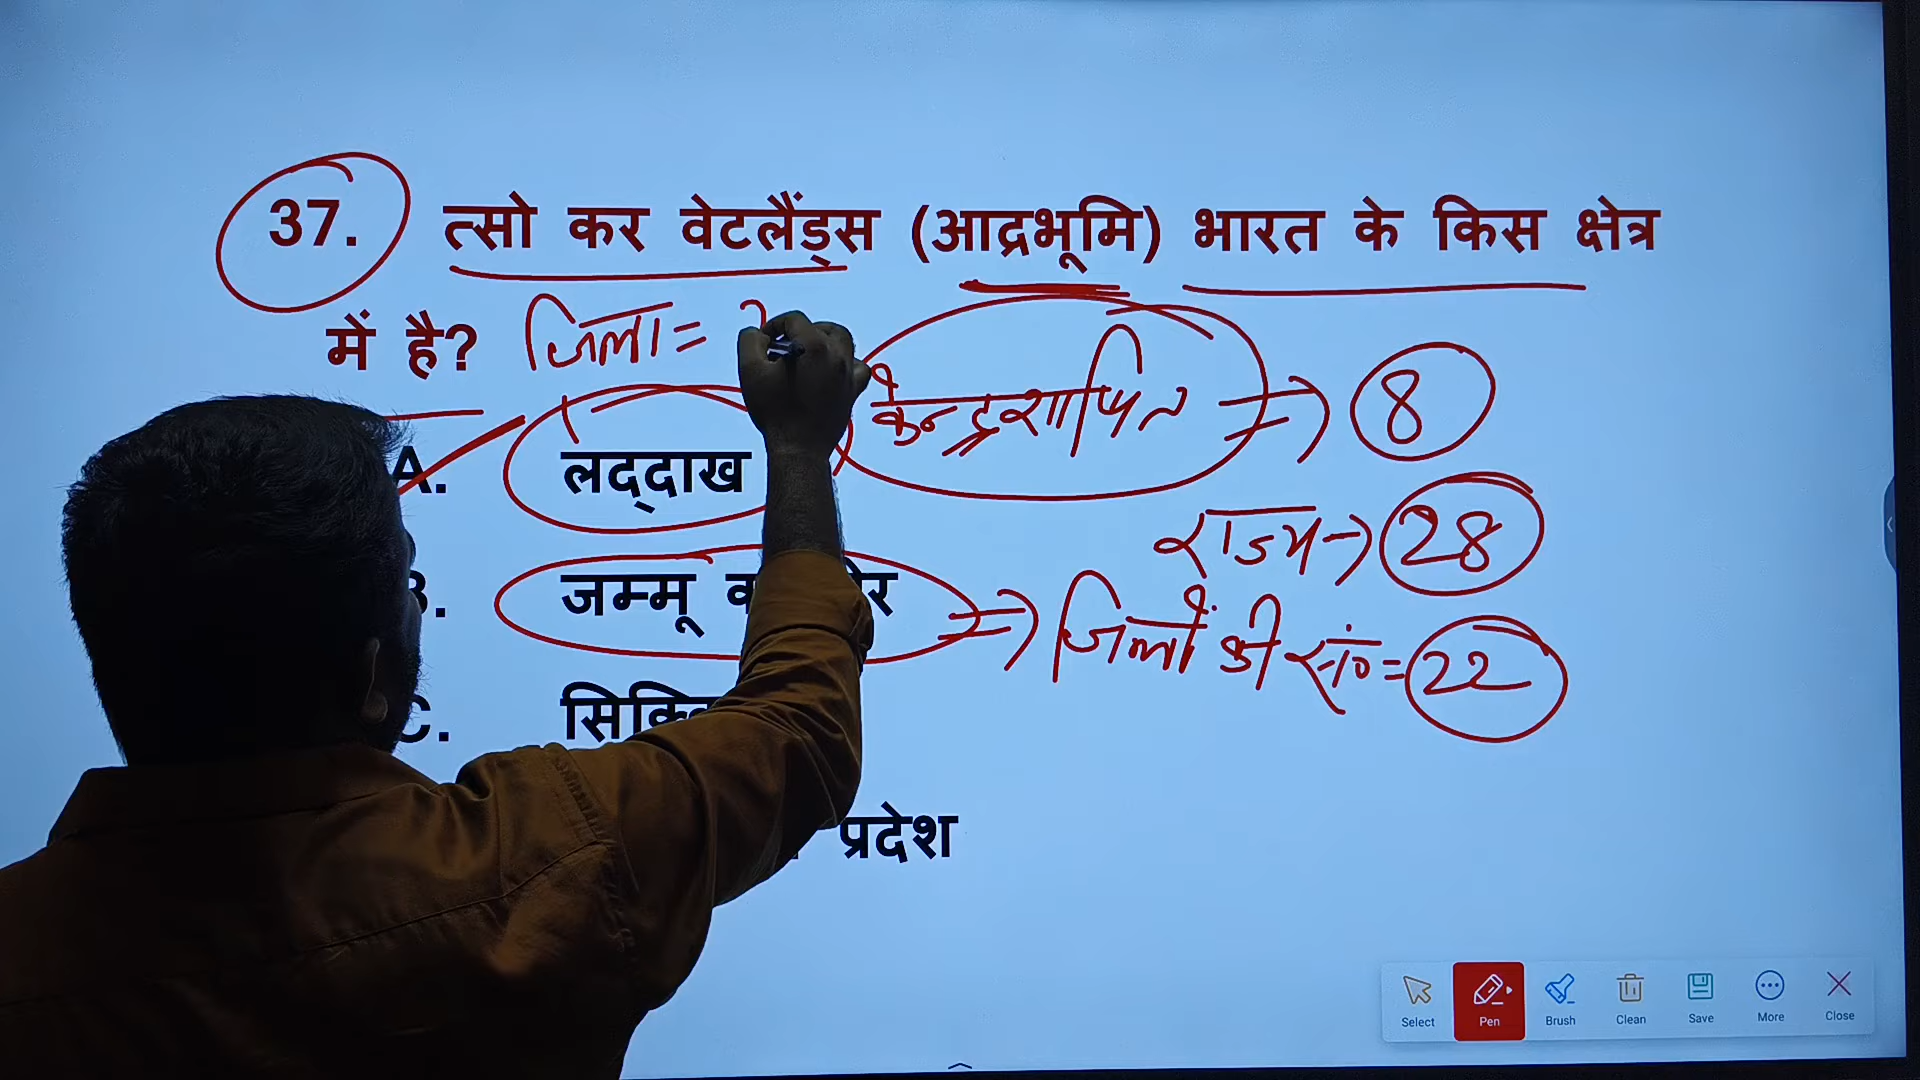 37. त्सो कर वेटलैंड्स (आद्रभूमि) भारत के किस क्षेत्र
में है? जिला =
केन्द्रशापित => 8
A. लद्दाख
राज्य -> 28
B. जम्मू => जिलों की सं० = 22
C.
प्रदेश
Select Pen Brush Clean Save More Close